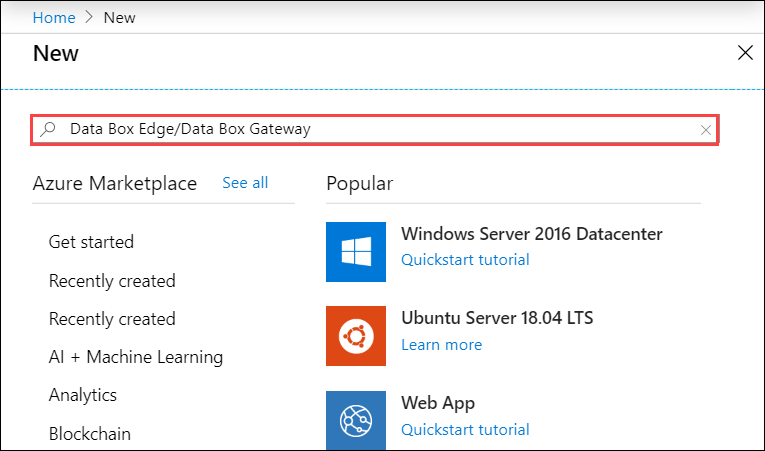 Home > New
New
Data Box Edge/Data Box Gateway
Azure Marketplace See all
Get started
Recently created
Recently created
AI + Machine Learning
Analytics
Blockchain
Popular
Windows Server 2016 Datacenter
Quickstart tutorial
Ubuntu Server 18.04 LTS
Learn more
Web App
Quickstart tutorial